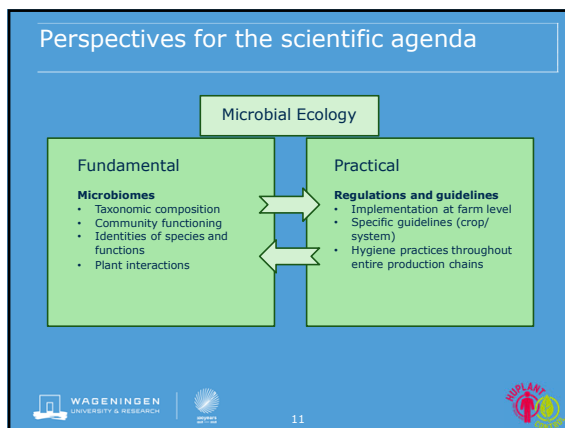 Perspectives for the scientific agenda
Microbial Ecology
Fundamental
Microbiomes
• Taxonomic composition
• Community functioning
• Identities of species and
functions
• Plant interactions
Practical
Regulations and guidelines
• Implementation at farm level
• Specific guidelines (crop/
system)
• Hygiene practices throughout
entire production chains
WAGENINGEN
UNIVERSITY & RESEARCH
11
HUPLANT